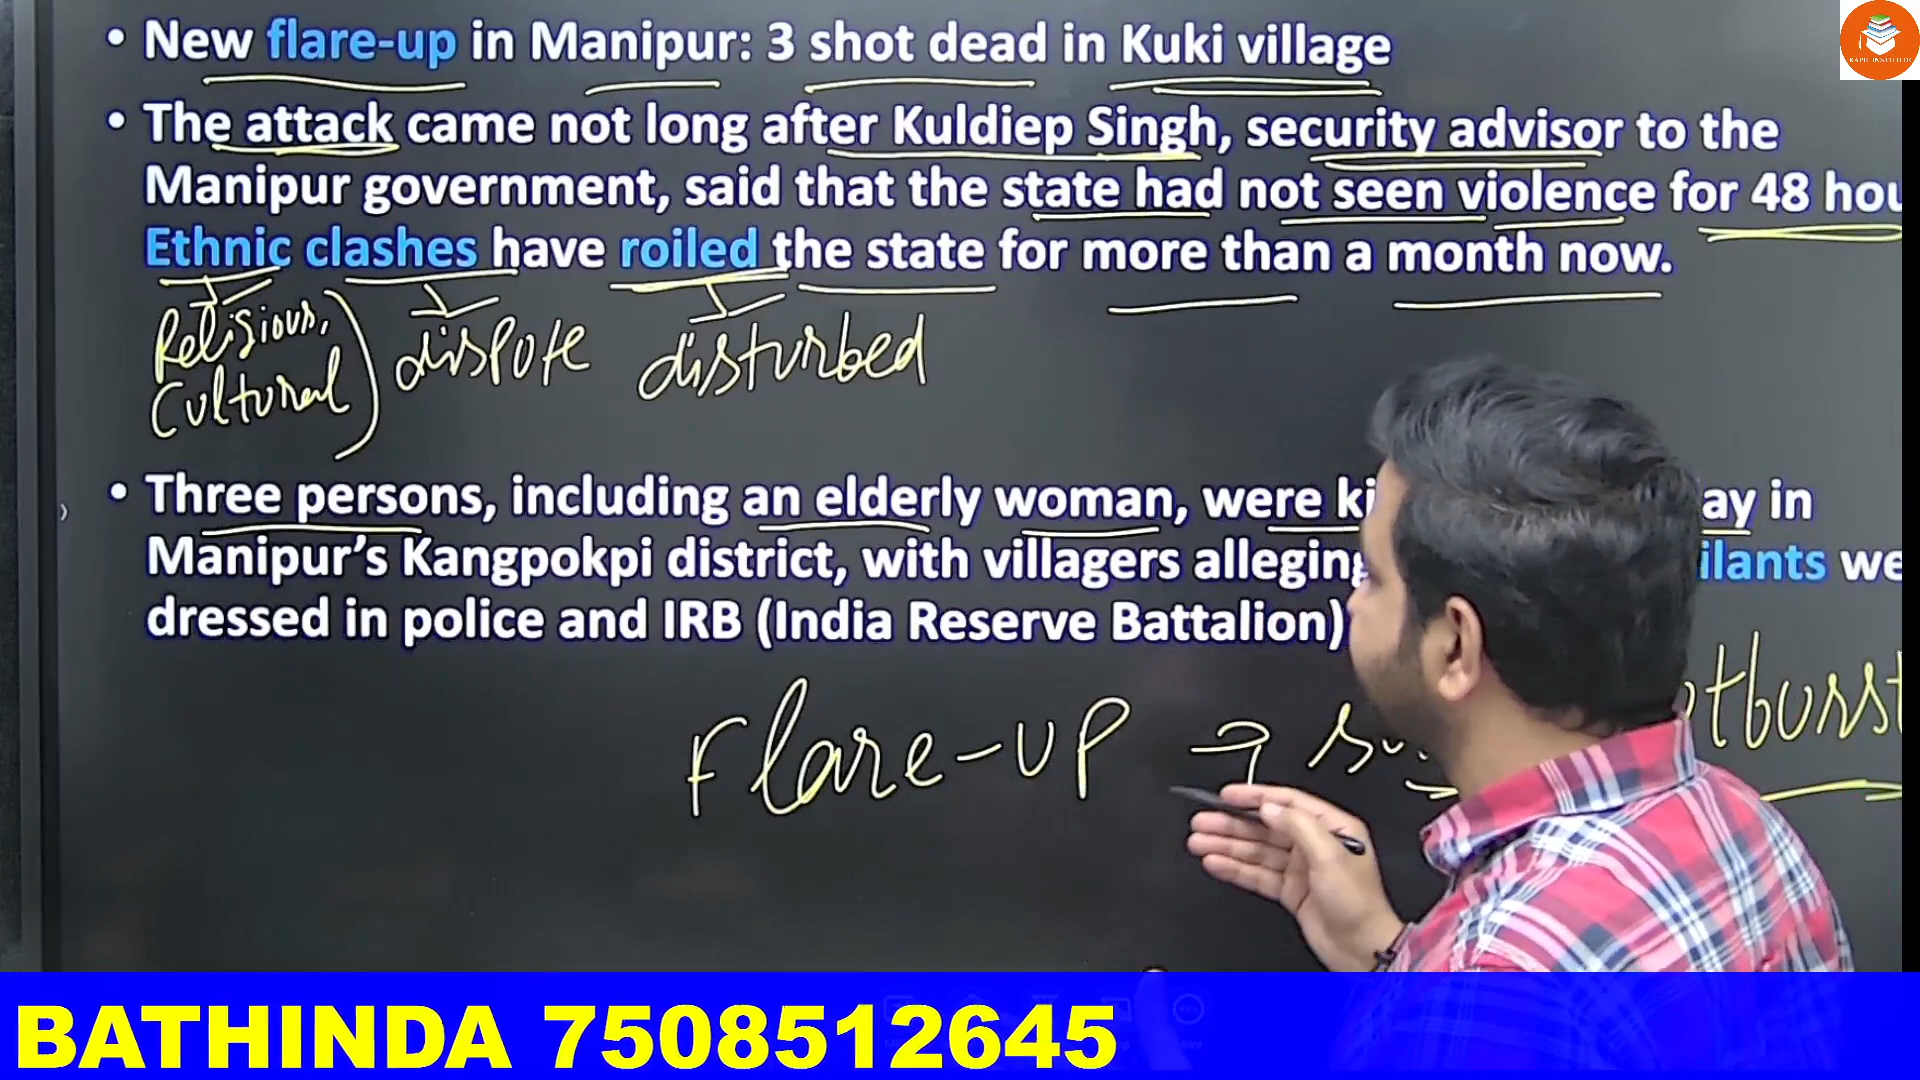 • New flare-up in Manipur: 3 shot dead in Kuki village
• The attack came not long after Kuldiep Singh, security advisor to the
Manipur government, said that the state had not seen violence for 48 hou
Ethnic clashes have roiled the state for more than a month now.
Religious, dispute disturbed
Cultural)
• Three persons, including an elderly woman, were ki ay in
Manipur's Kangpokpi district, with villagers alleging ilants we
dressed in police and IRB (India Reserve Battalion)
Flare-up → su tburst
BATHINDA 7508512645